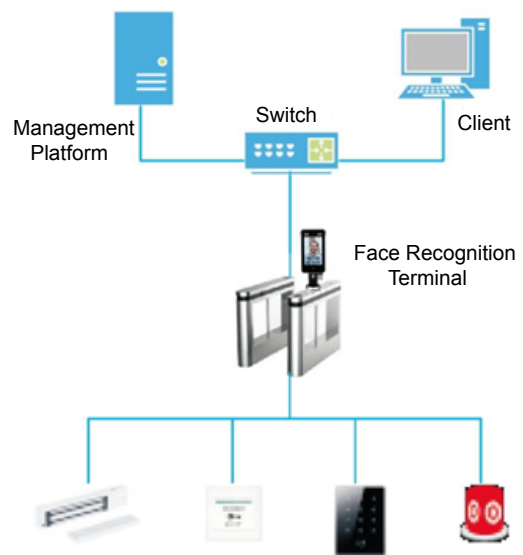 Switch
Management
Platform
Client
Face Recognition
Terminal